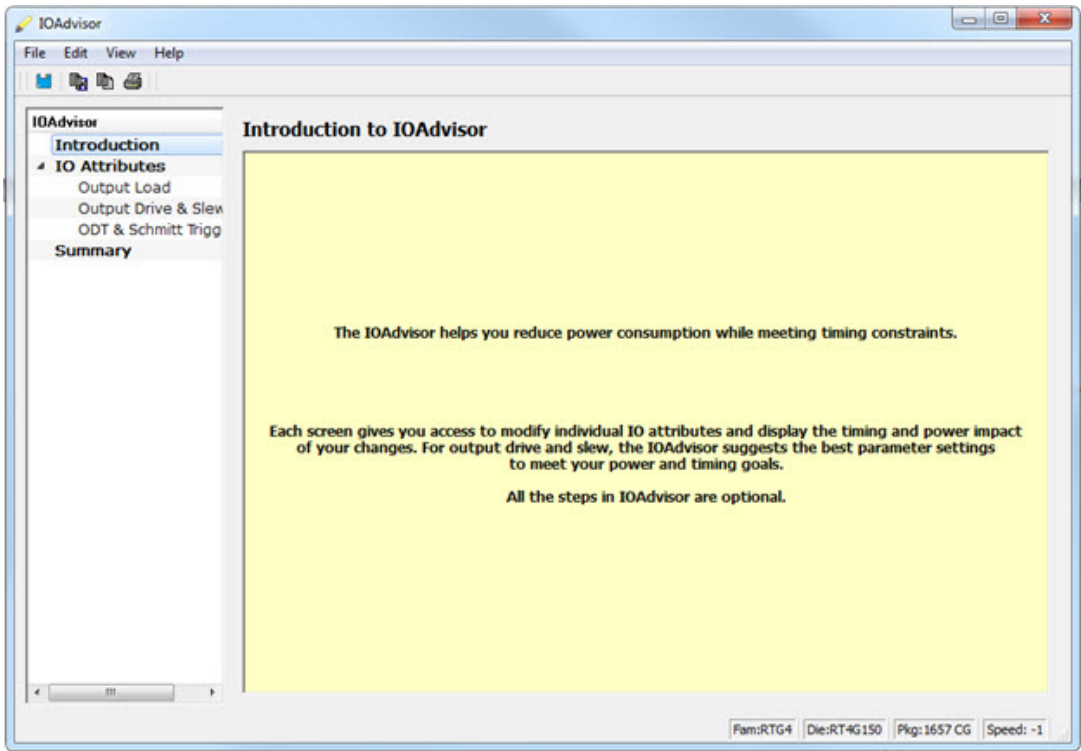 IOAdvisor
File Edit View Help
IOAdvisor
Introduction
IO Attributes
Output Load
Output Drive & Slew
ODT & Schmitt Trigg
Summary
Introduction to IOAdvisor
The IOAdvisor helps you reduce power consumption while meeting timing constraints.
Each screen gives you access to modify individual IO attributes and display the timing and power impact
of your changes. For output drive and slew, the IOAdvisor suggests the best parameter settings
to meet your power and timing goals.
All the steps in IOAdvisor are optional.
Fam:RTG4 Die:RT4G150 Pkg:1657 CG Speed: -1